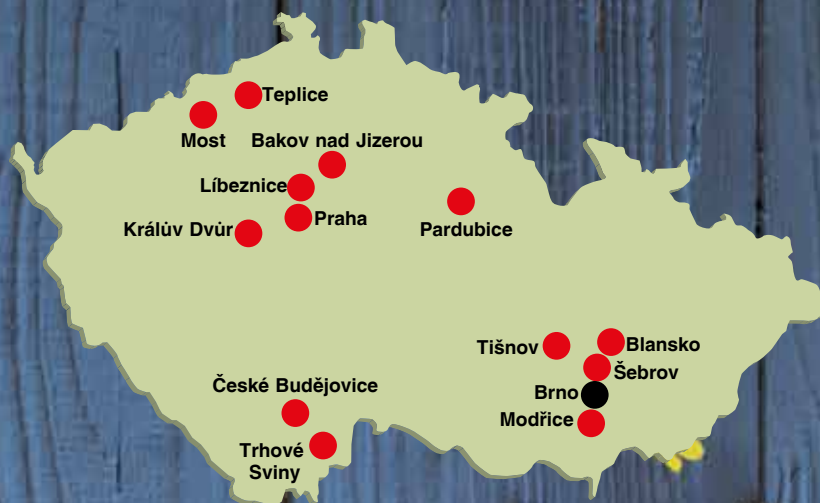 Teplice
Most
Bakov nad Jizerou
Líbeznice
Praha
Králův Dvůr
Pardubice
Tišnov
Blansko
Šebrov
Brno
Modřice
České Budějovice
Trhové
Sviny